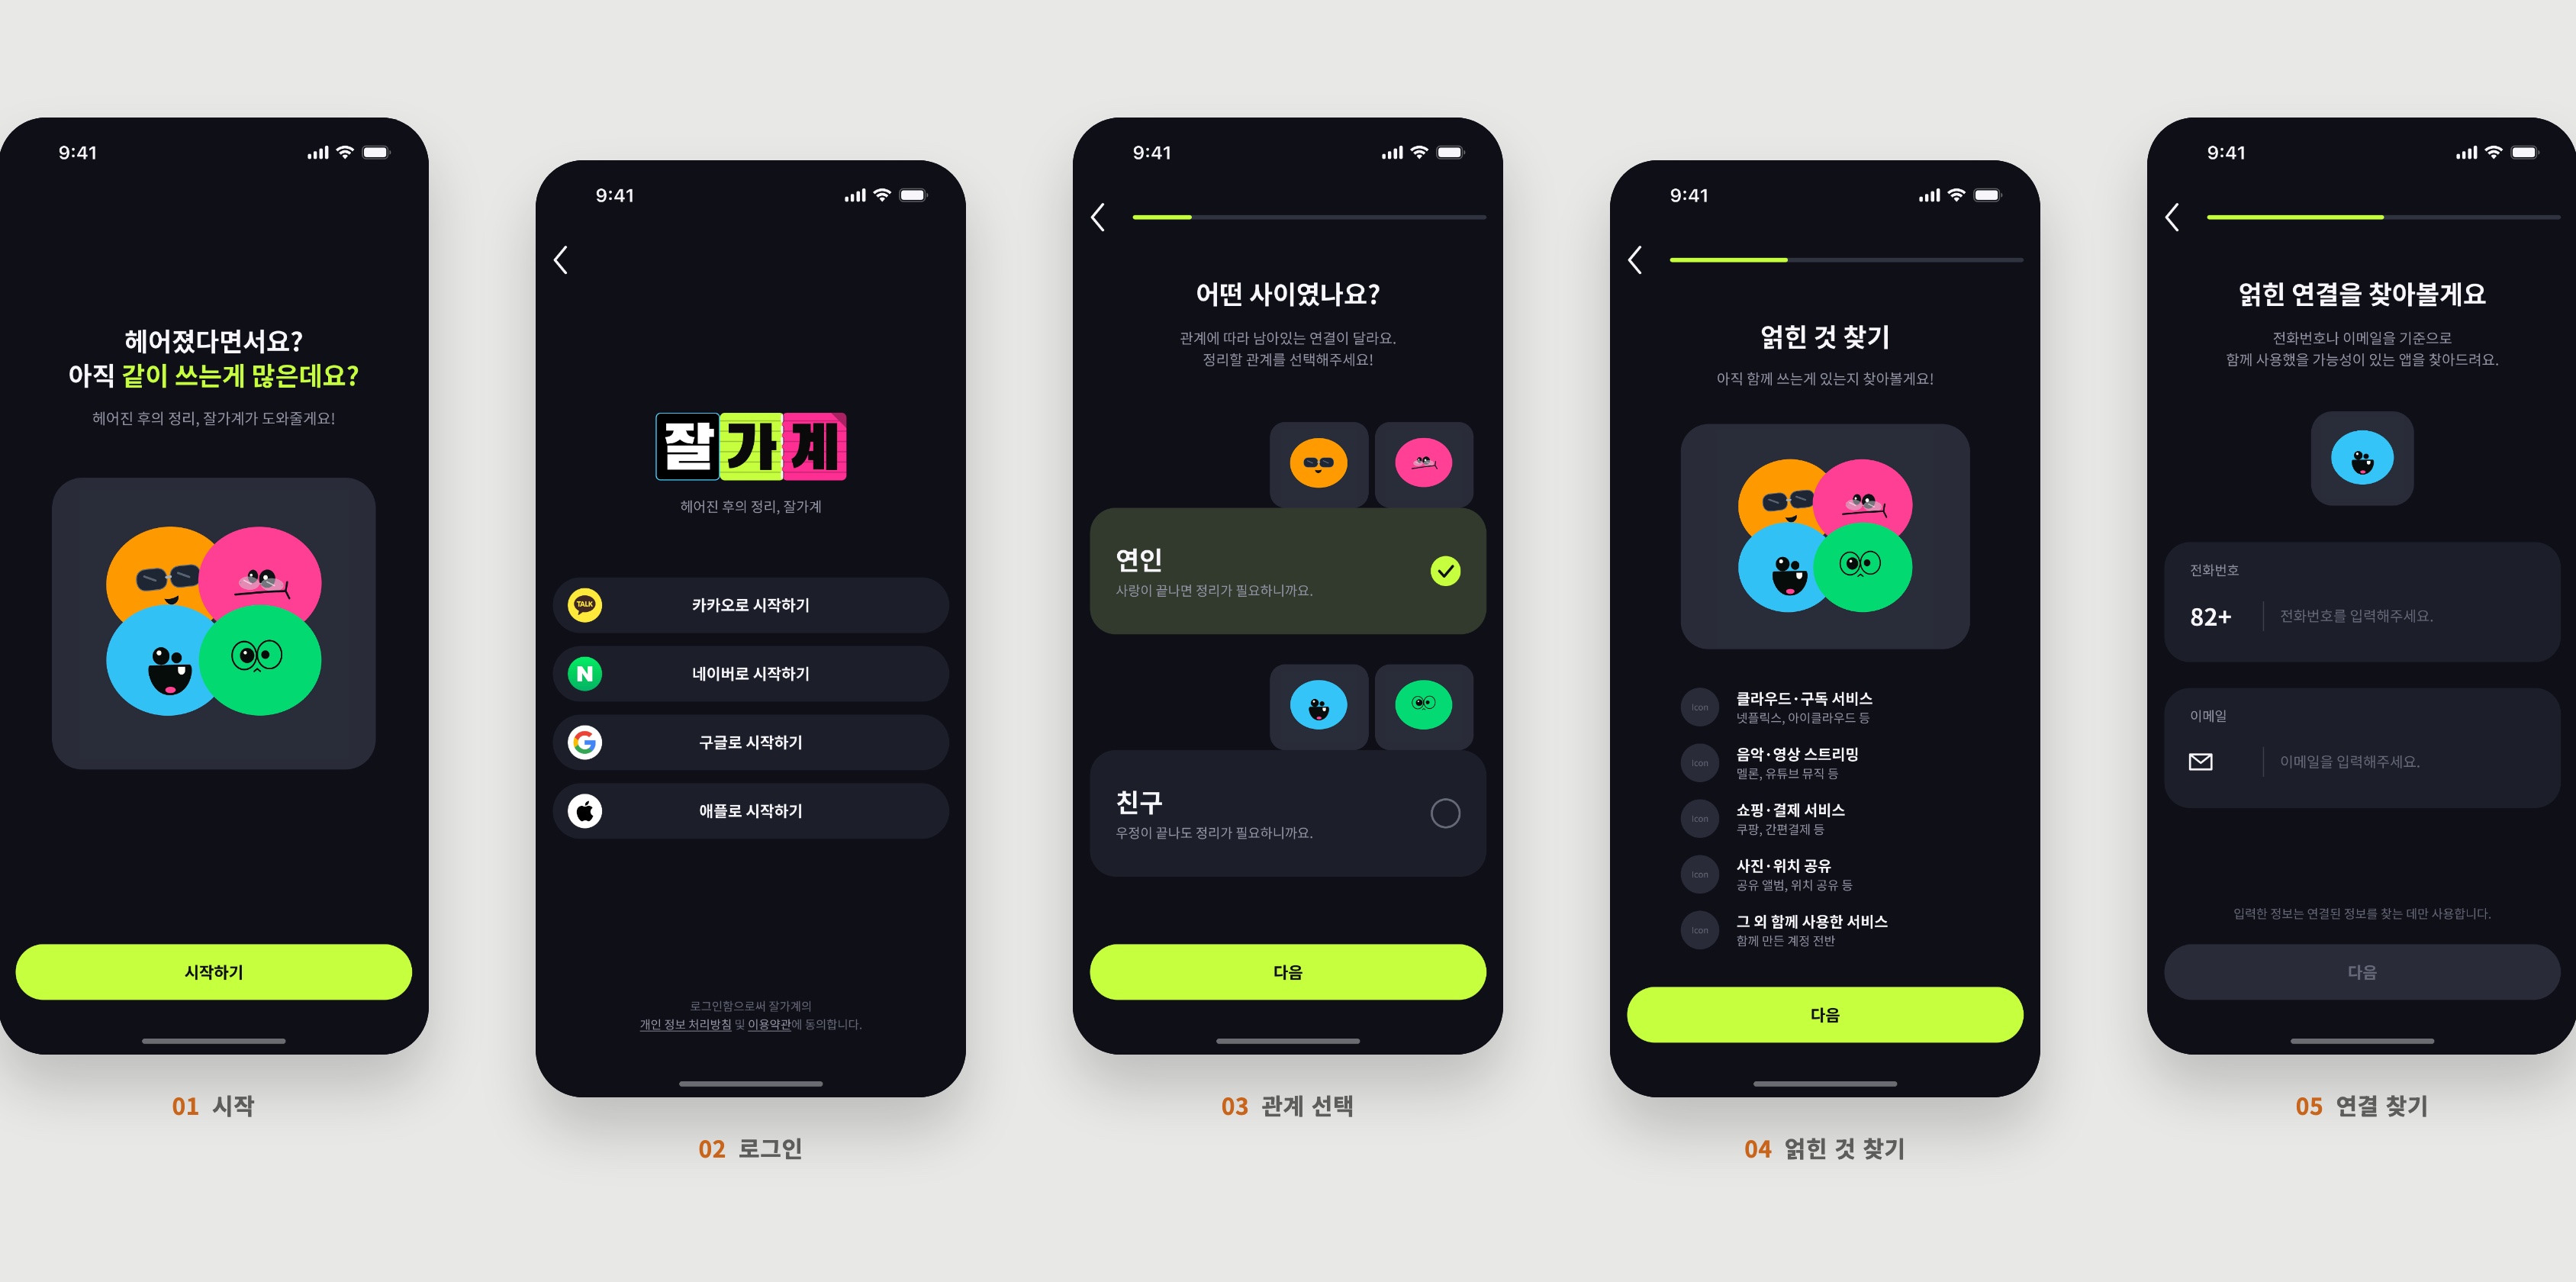 9:41
헤어졌다면서요?
아직 같이 쓰는게 많은데요?
헤어진 후의 정리, 잘가계가 도와줄게요!
시작하기
01 시작
9:41
잘가계
헤어진 후의 정리, 잘가계
TALK
카카오로 시작하기
N
네이버로 시작하기
G
구글로 시작하기
애플로 시작하기
로그인함으로써 잘가계의
개인 정보 처리방침 및 이용약관에 동의합니다.
02 로그인
9:41
어떤 사이였나요?
관계에 따라 남아있는 연결이 달라요.
정리할 관계를 선택해주세요!
연인
사랑이 끝나면 정리가 필요하니까요.
친구
우정이 끝나도 정리가 필요하니까요.
다음
03 관계 선택
9:41
얽힌 것 찾기
아직 함께 쓰는게 있는지 찾아볼게요!
Icon
클라우드·구독 서비스
넷플릭스, 아이클라우드 등
Icon
음악·영상 스트리밍
멜론, 유튜브 뮤직 등
Icon
쇼핑·결제 서비스
쿠팡, 간편결제 등
Icon
사진·위치 공유
공유 앨범, 위치 공유 등
Icon
그 외 함께 사용한 서비스
함께 만든 계정 전반
다음
04 얽힌 것 찾기
9:41
얽힌 연결을 찾아볼게요
전화번호나 이메일을 기준으로
함께 사용했을 가능성이 있는 앱을 찾아드려요.
전화번호
82+ 전화번호를 입력해주세요.
이메일
이메일을 입력해주세요.
입력한 정보는 연결된 정보를 찾는 데만 사용합니다.
다음
05 연결 찾기